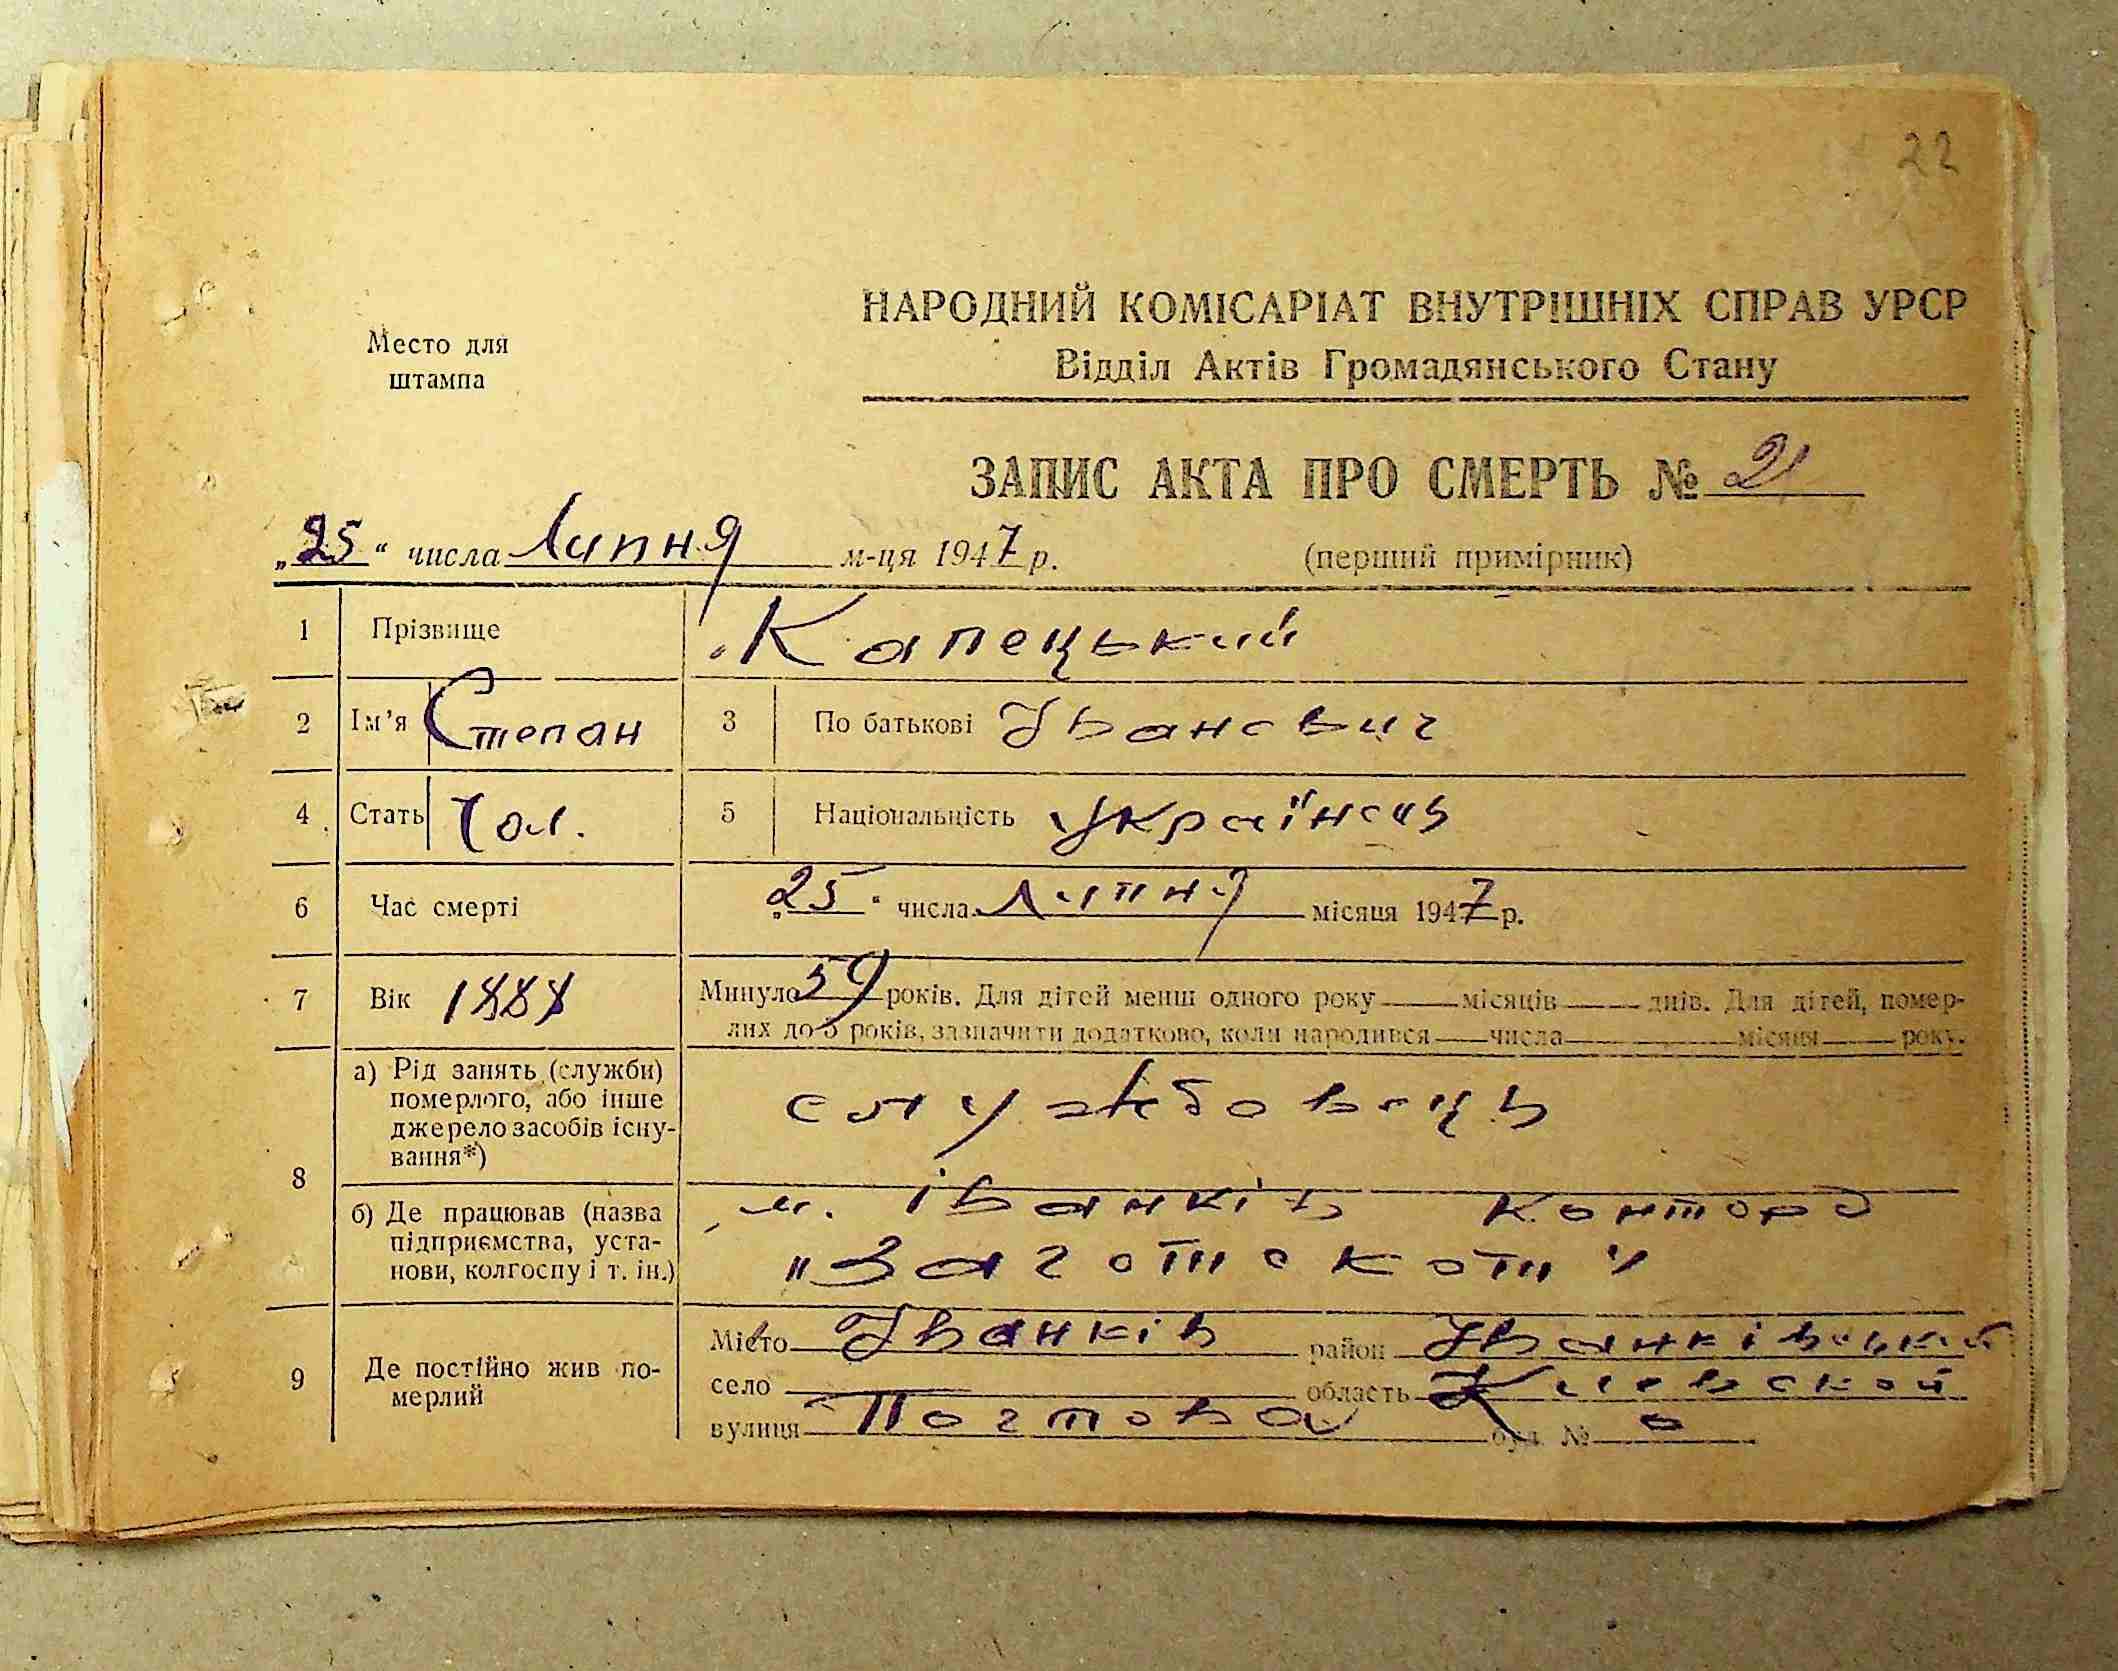 22
НАРОДНИЙ КОМІСАРІАТ ВНУТРІШНІХ СПРАВ УРСР
Место для штампа
Відділ Актів Громадянського Стану
ЗАПИС АКТА ПРО СМЕРТЬ № 21
„25“ числа Липня м-ця 1947 р. (перший примірник)
1 Прізвище Капецький
2 Ім'я Степан 3 По батькові Іванович
4 Стать Чол. 5 Національність Українець
6 Час смерті „25“ числа Липня місяця 1947 р.
7 Вік 1888 Минуло 59 років. Для дітей менш одного року — місяців — днів. Для дітей, помер-
лих до 5 років, зазначити додатково, коли народився — числа — місяця — року.
8 а) Рід занять (служби)
померлого, або інше
джерело засобів існу-
вання*) службовець
б) Де працював (назва
підприємства, уста-
нови, колгоспу і т. ін.) м. Іванків Контора
"Заготскот"
9 Де постійно жив по-
мерлий
Місто Іванків район Іванківський
село — область Киевской
вулиця Почтова буд. №